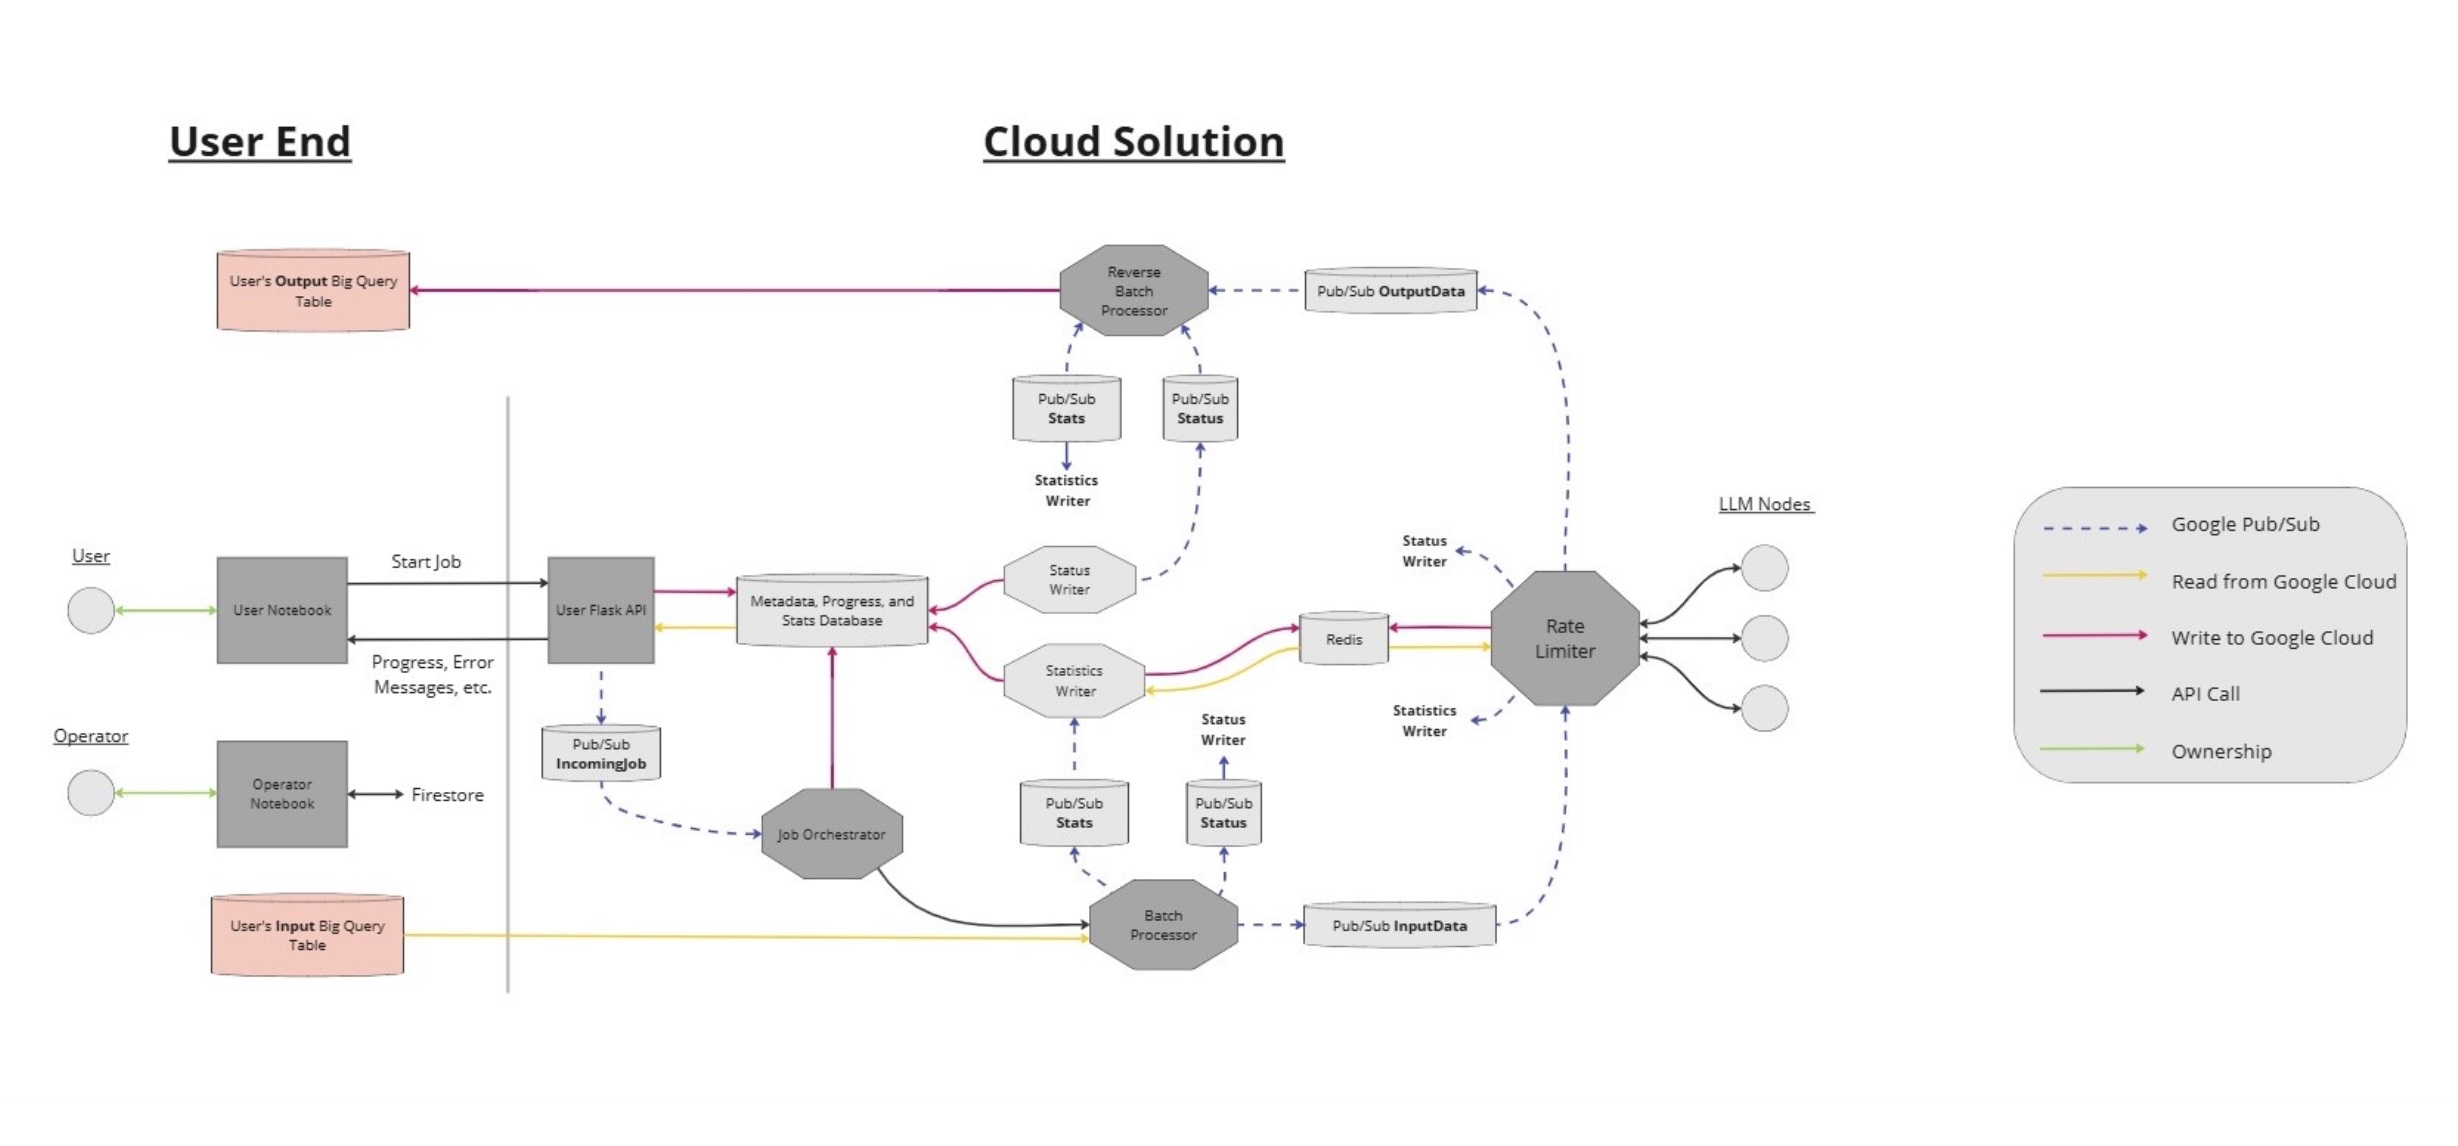 User End
Cloud Solution
User's Output Big Query
Table
Reverse
Batch
Processor
Pub/Sub OutputData
Pub/Sub
Stats
Pub/Sub
Status
Statistics
Writer
LLM Nodes
Google Pub/Sub
Read from Google Cloud
Write to Google Cloud
API Call
Ownership
User
User Notebook
Start Job
Progress, Error
Messages, etc.
User Flask API
Metadata, Progress, and
Stats Database
Status
Writer
Statistics
Writer
Redis
Status
Writer
Rate
Limiter
Statistics
Writer
Operator
Operator
Notebook
Firestore
Pub/Sub
IncomingJob
Job Orchestrator
Pub/Sub
Stats
Status
Writer
Pub/Sub
Status
User's Input Big Query
Table
Batch
Processor
Pub/Sub InputData